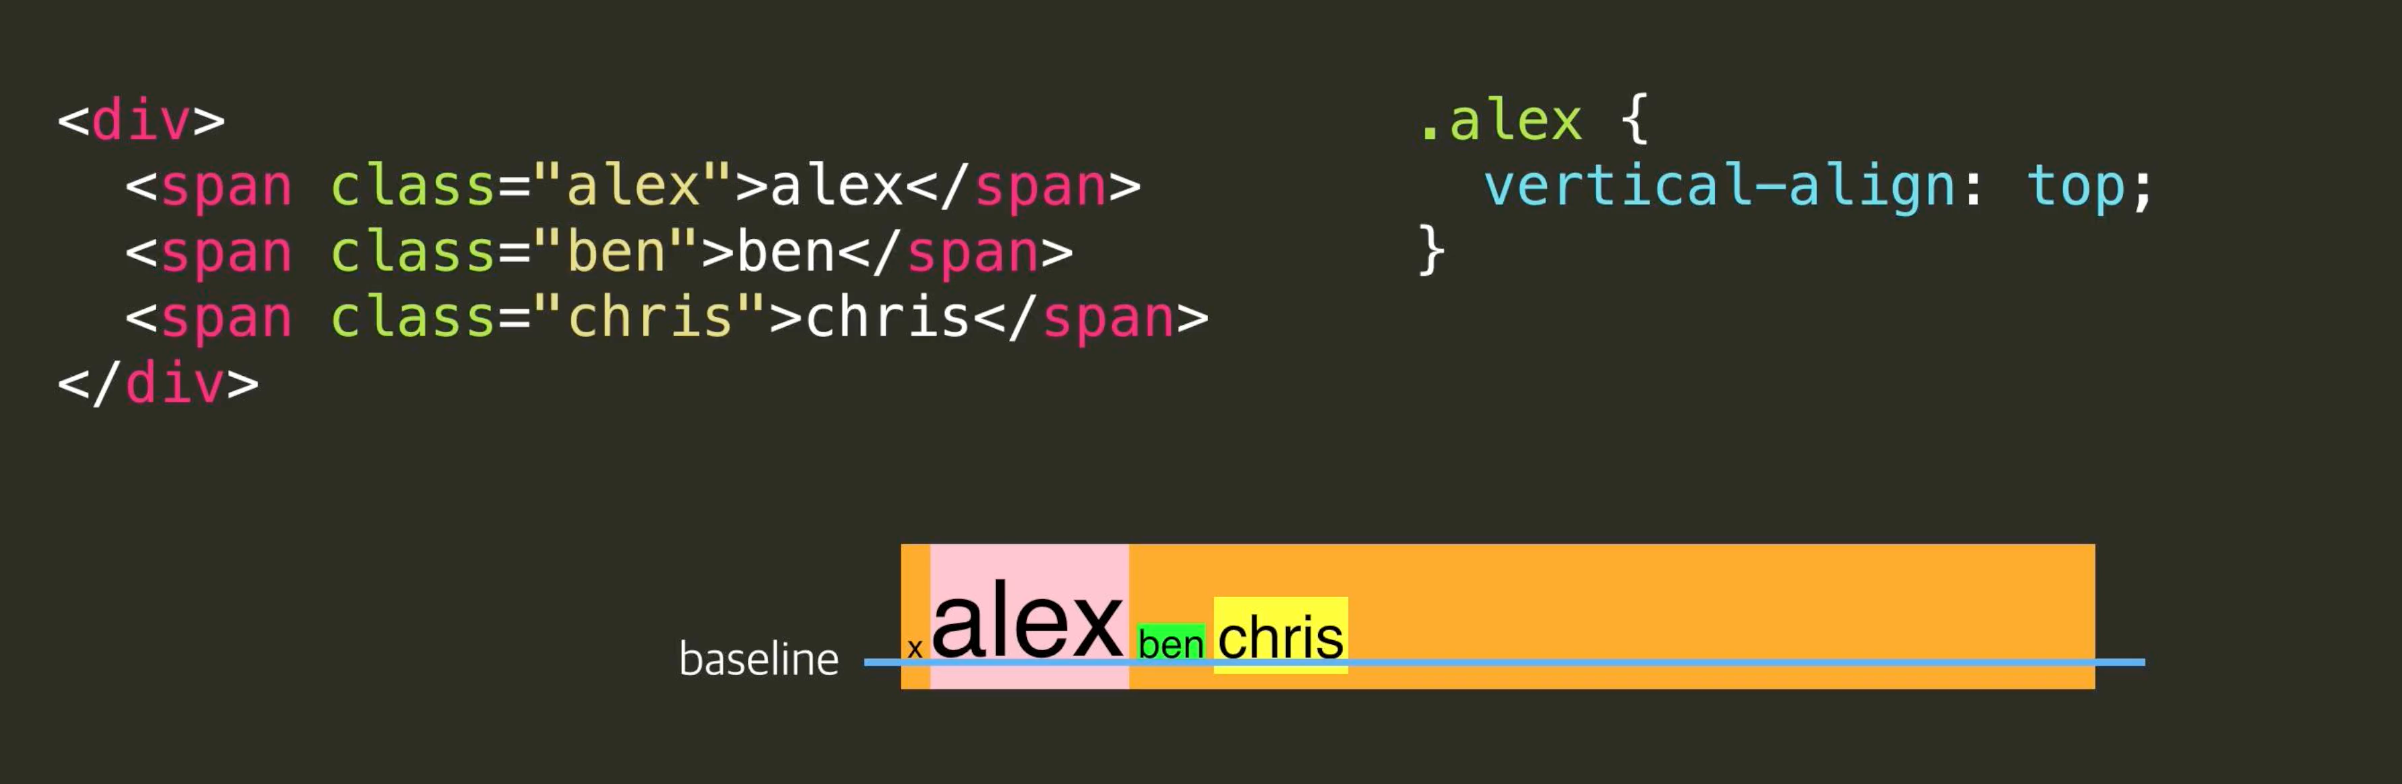 <div>
  <span class="alex">alex</span>
  <span class="ben">ben</span>
  <span class="chris">chris</span>
</div>
.alex {
  vertical-align: top;
}
baseline x alex ben chris